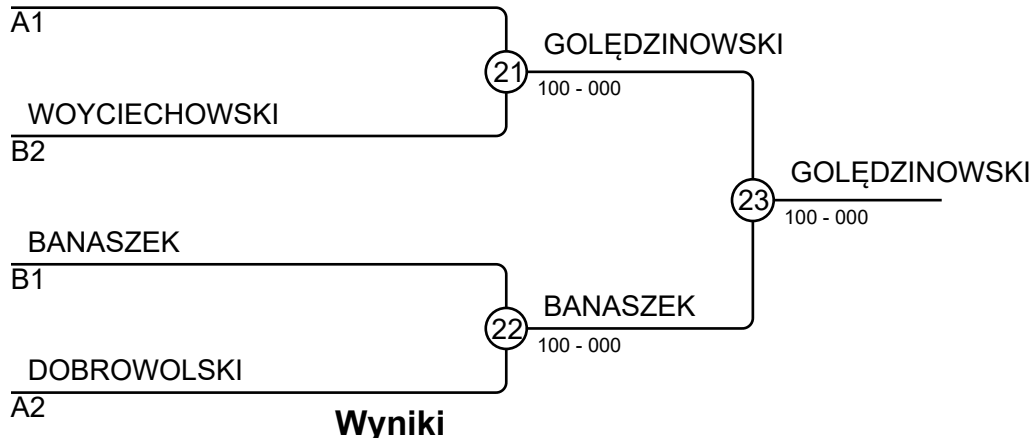 A1
GOLĘDZINOWSKI
21
100 - 000
WOYCIECHOWSKI
B2
GOLĘDZINOWSKI
23
100 - 000
BANASZEK
B1
BANASZEK
22
100 - 000
DOBROWOLSKI
A2
Wyniki